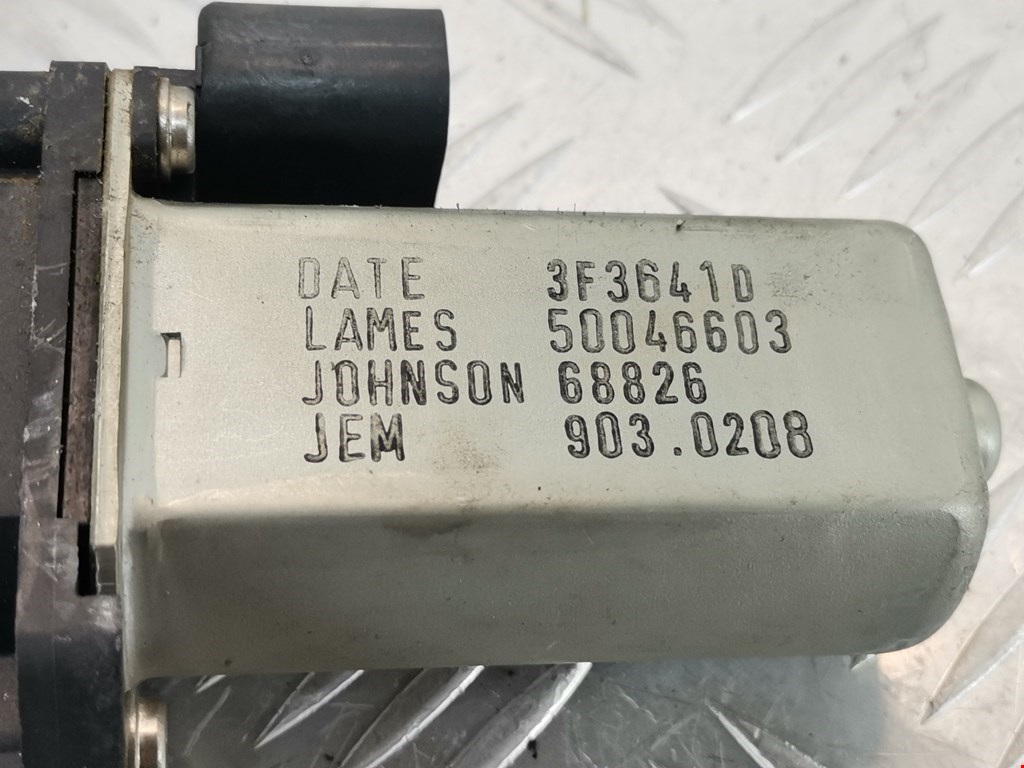 DATE 3F3641D
LAMES 50046603
JOHNSON 68826
JEM 903.0208